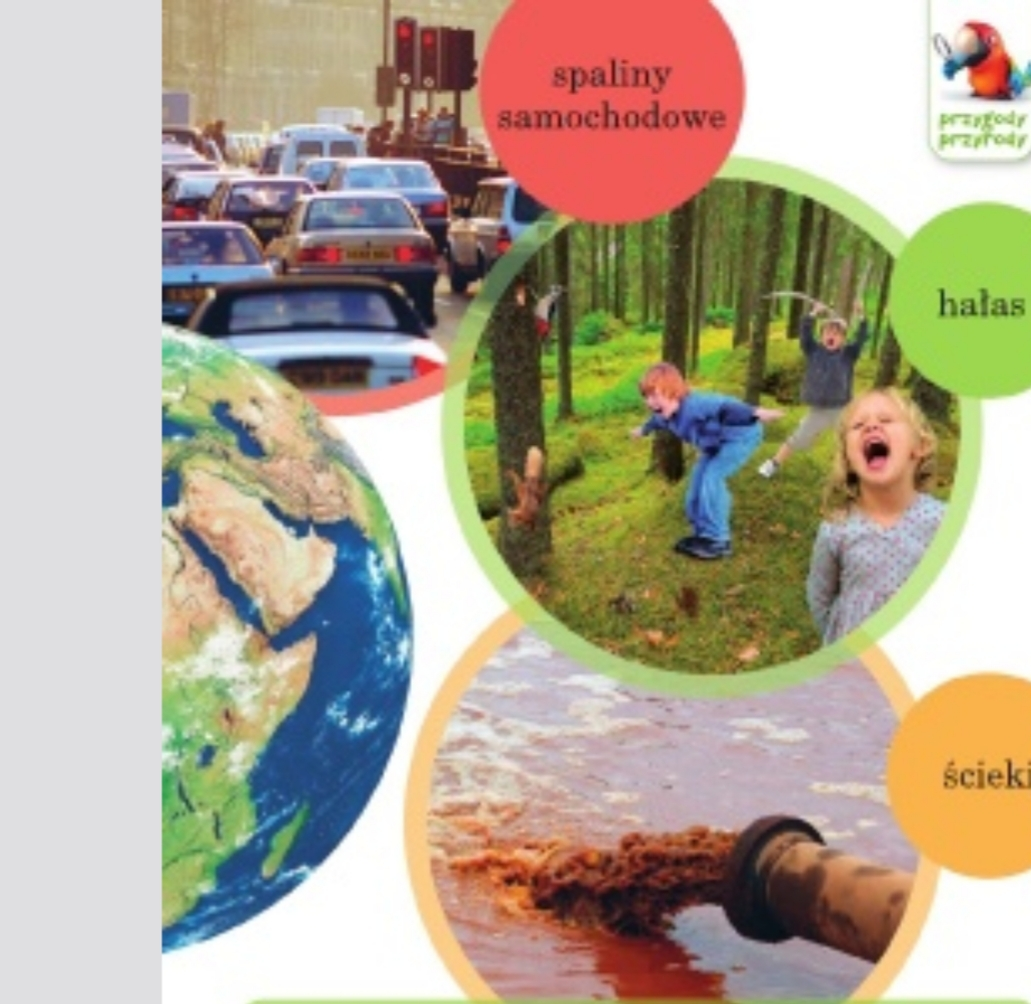 spaliny
samochodowe
przygody
przyrody
hałas
ścieki